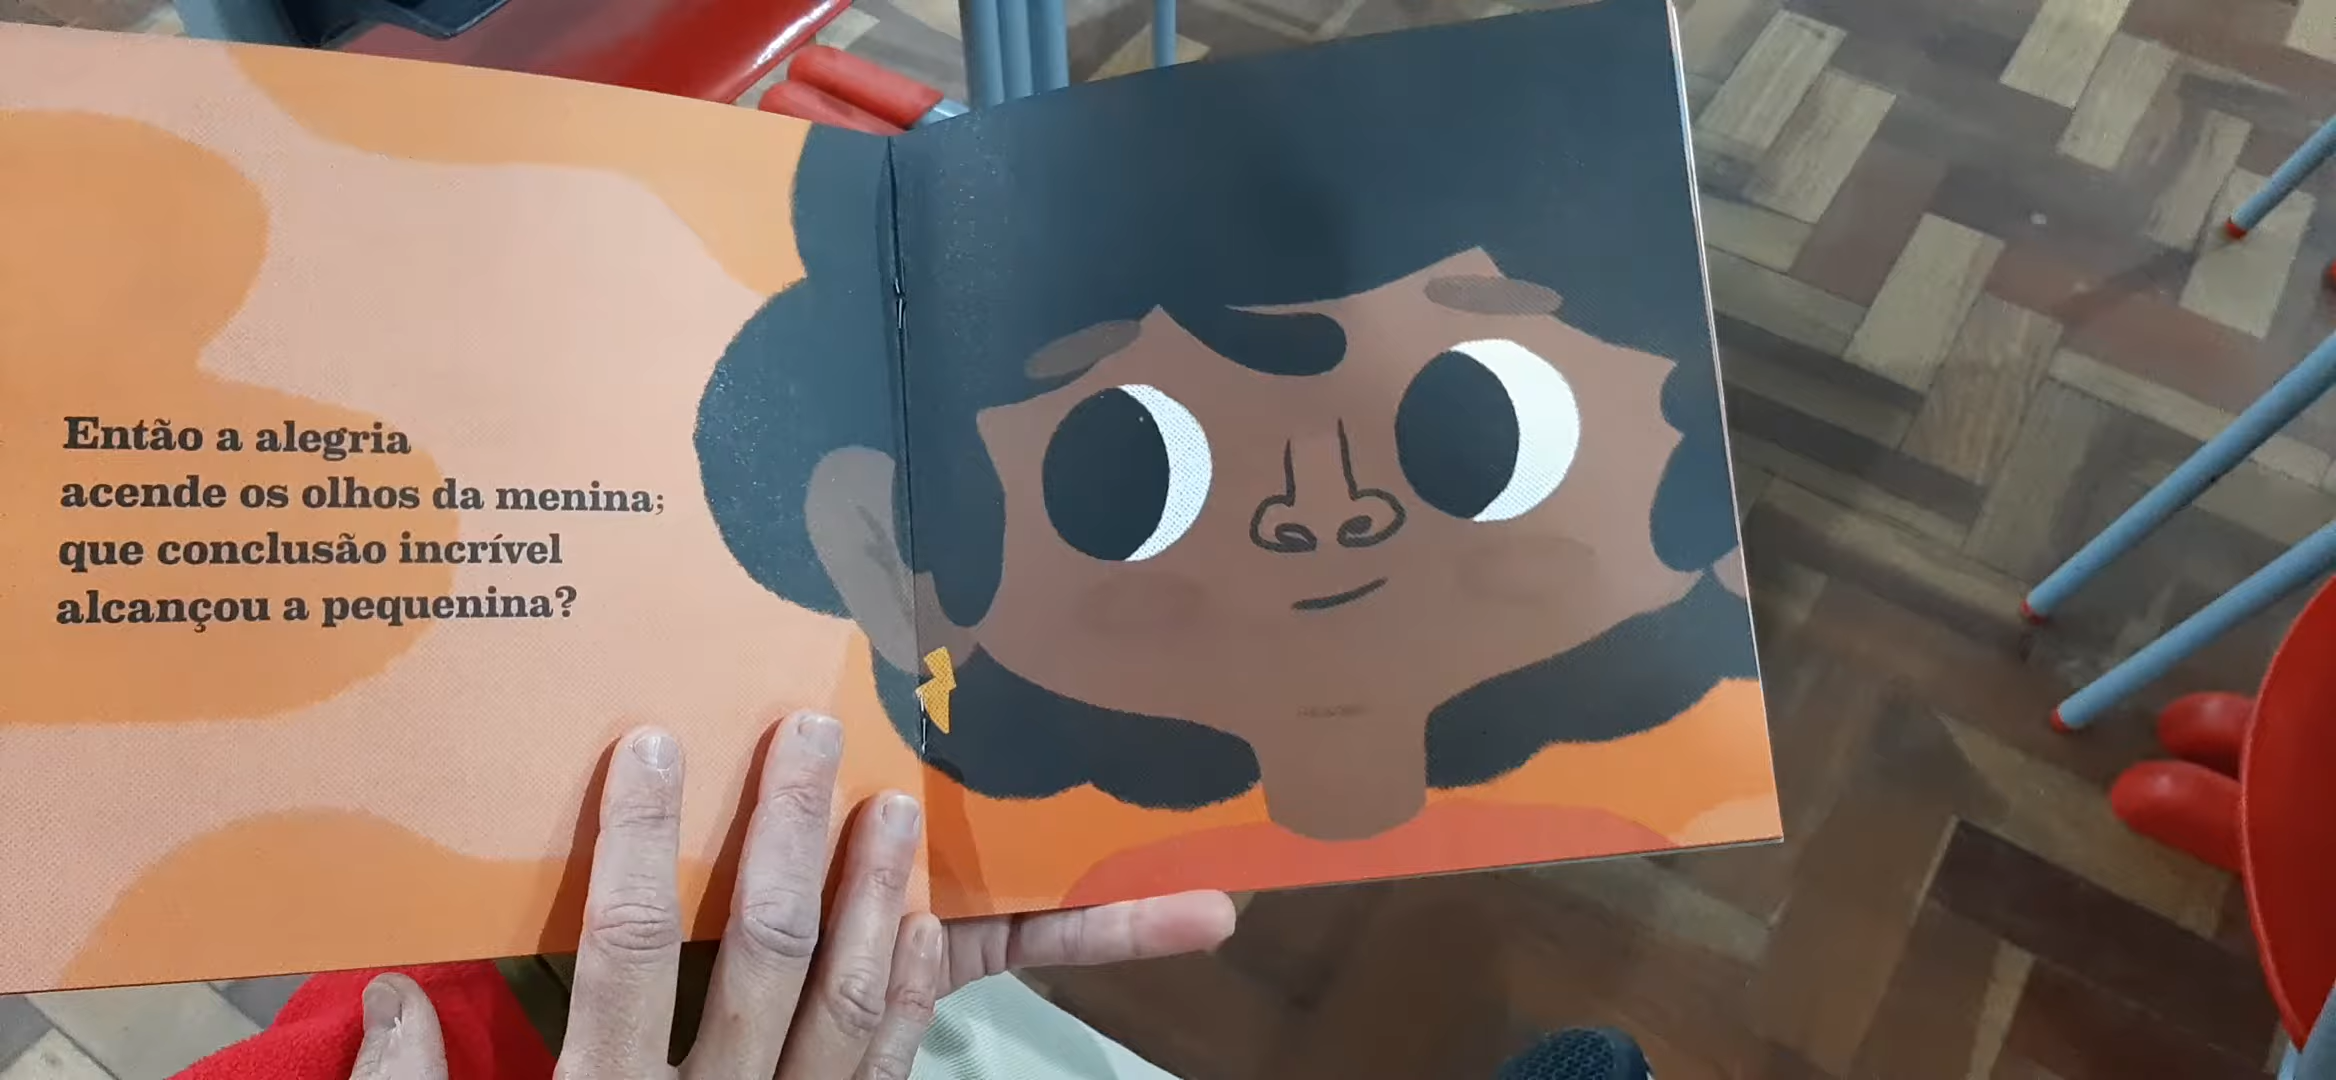 Então a alegria
acende os olhos da menina;
que conclusão incrível
alcançou a pequenina?